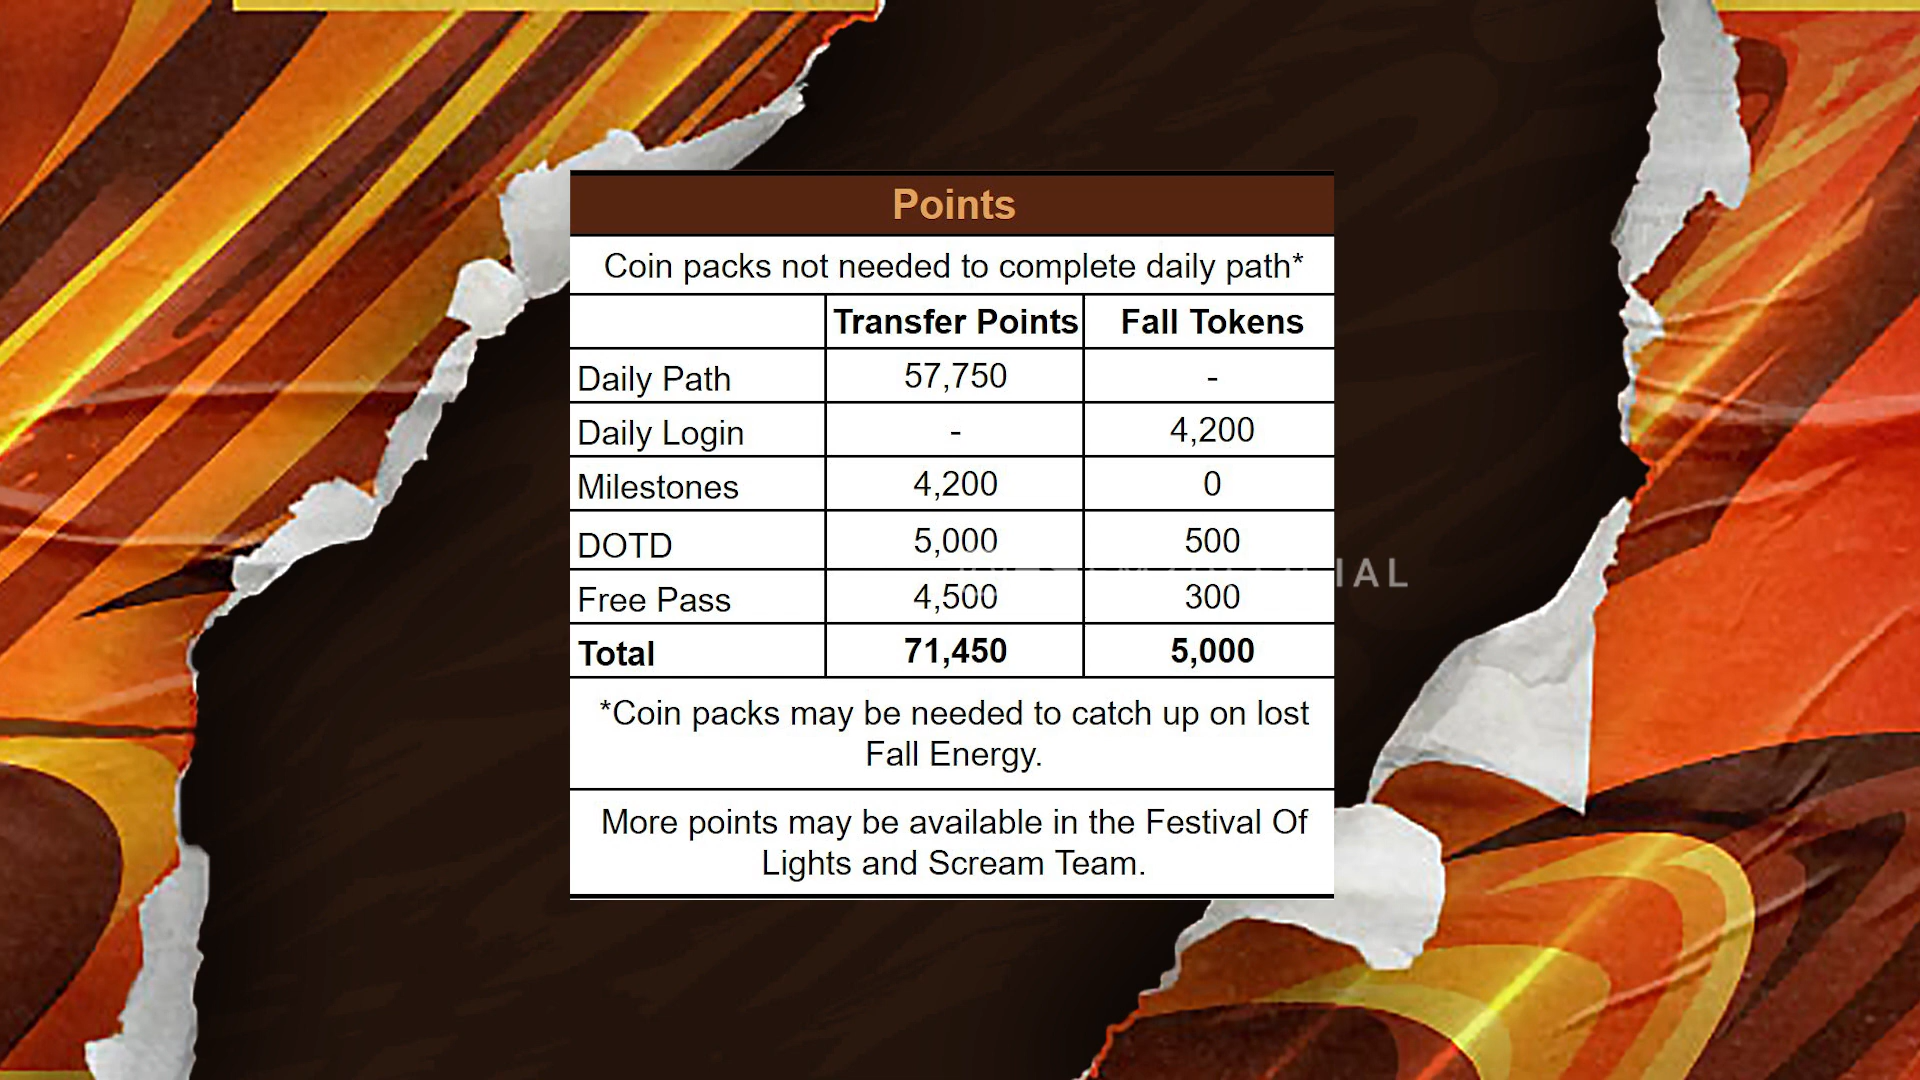 Points
Coin packs not needed to complete daily path*
Transfer Points Fall Tokens
Daily Path 57,750 -
Daily Login - 4,200
Milestones 4,200 0
DOTD 5,000 500
Free Pass 4,500 300
Total 71,450 5,000
*Coin packs may be needed to catch up on lost
Fall Energy.
More points may be available in the Festival Of
Lights and Scream Team.